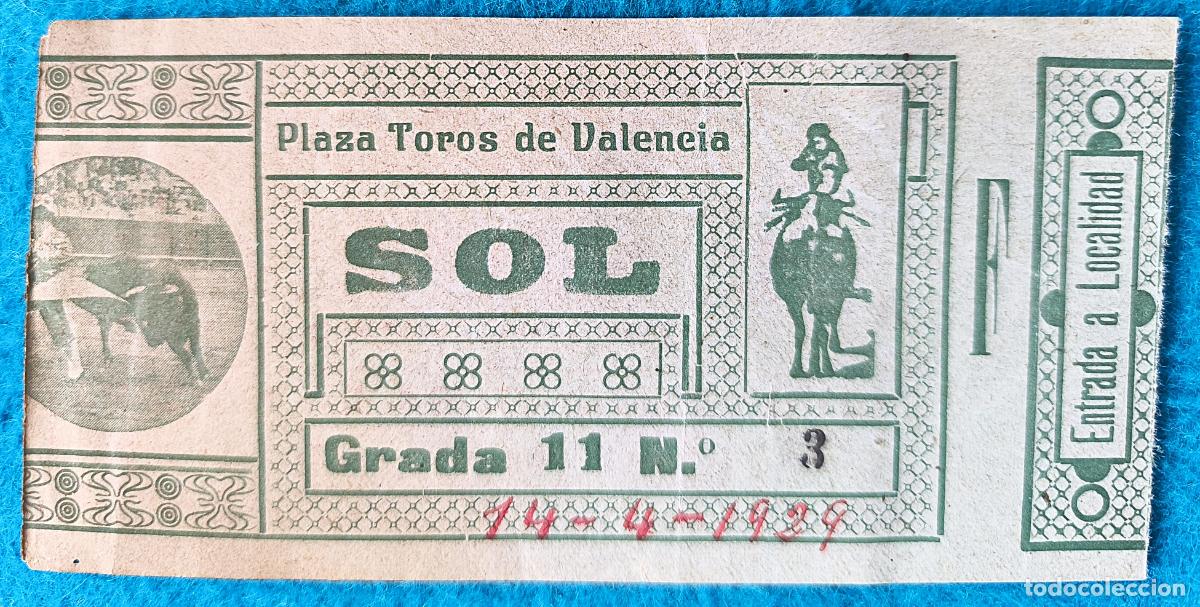 Plaza Toros de Valencia
SOL
Grada 11 N.º 3
14-4-1929
F
Entrada a Localidad
todocoleccion